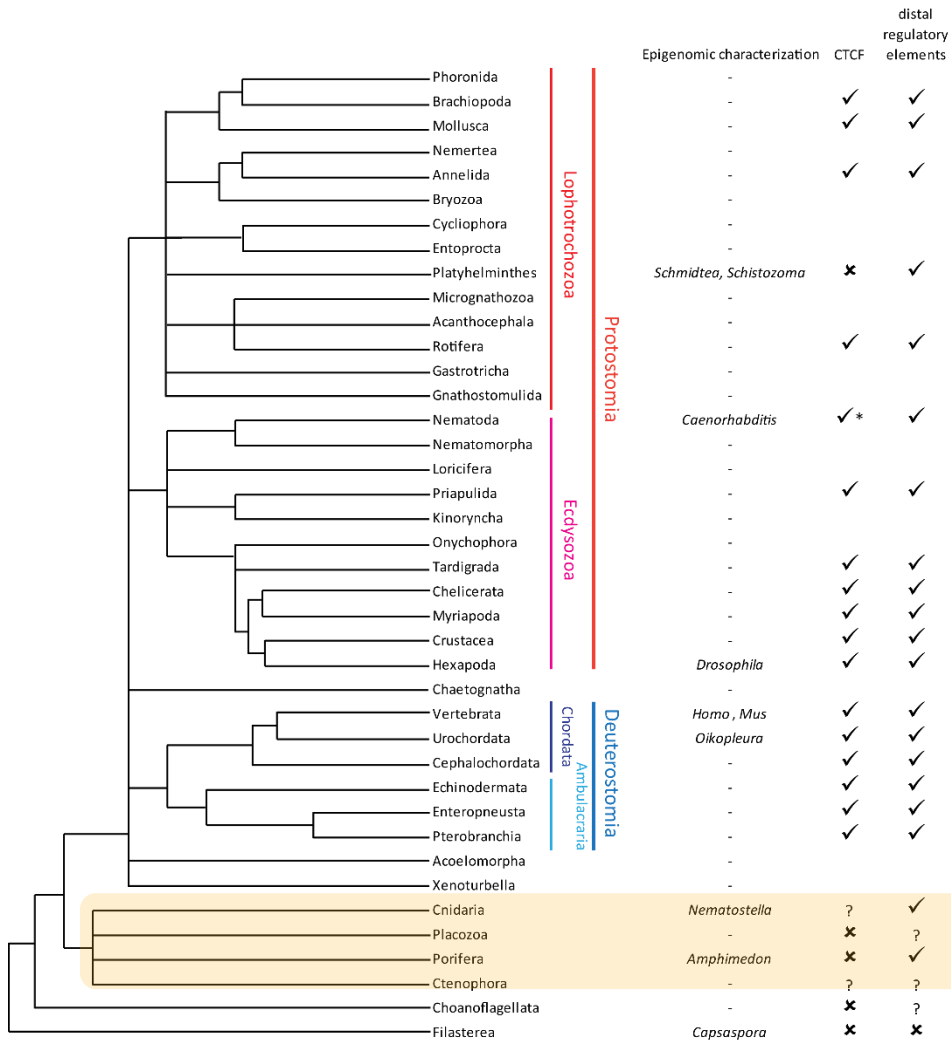 distal
regulatory
Epigenomic characterization CTCF elements
Phoronida -
Brachiopoda - ✓ ✓
Mollusca - ✓ ✓
Nemertea -
Annelida - ✓ ✓
Bryozoa -
Cycliophora -
Entoprocta -
Platyhelminthes Schmidtea, Schistozoma ✘ ✓
Micrognathozoa -
Acanthocephala -
Rotifera - ✓ ✓
Gastrotricha -
Gnathostomulida -
Nematoda Caenorhabditis ✓* ✓
Nematomorpha -
Loricifera -
Priapulida - ✓ ✓
Kinoryncha -
Onychophora -
Tardigrada - ✓ ✓
Chelicerata - ✓ ✓
Myriapoda - ✓ ✓
Crustacea - ✓ ✓
Hexapoda Drosophila ✓ ✓
Chaetognatha -
Vertebrata Homo , Mus ✓ ✓
Urochordata Oikopleura ✓ ✓
Cephalochordata - ✓ ✓
Echinodermata - ✓ ✓
Enteropneusta - ✓ ✓
Pterobranchia - ✓ ✓
Acoelomorpha -
Xenoturbella -
Cnidaria Nematostella ? ✓
Placozoa - ✘ ?
Porifera Amphimedon ✘ ✓
Ctenophora - ? ?
Choanoflagellata - ✘ ?
Filasterea Capsaspora ✘ ✘
Lophotrochozoa
Ecdysozoa
Protostomia
Chordata
Ambulacraria
Deuterostomia